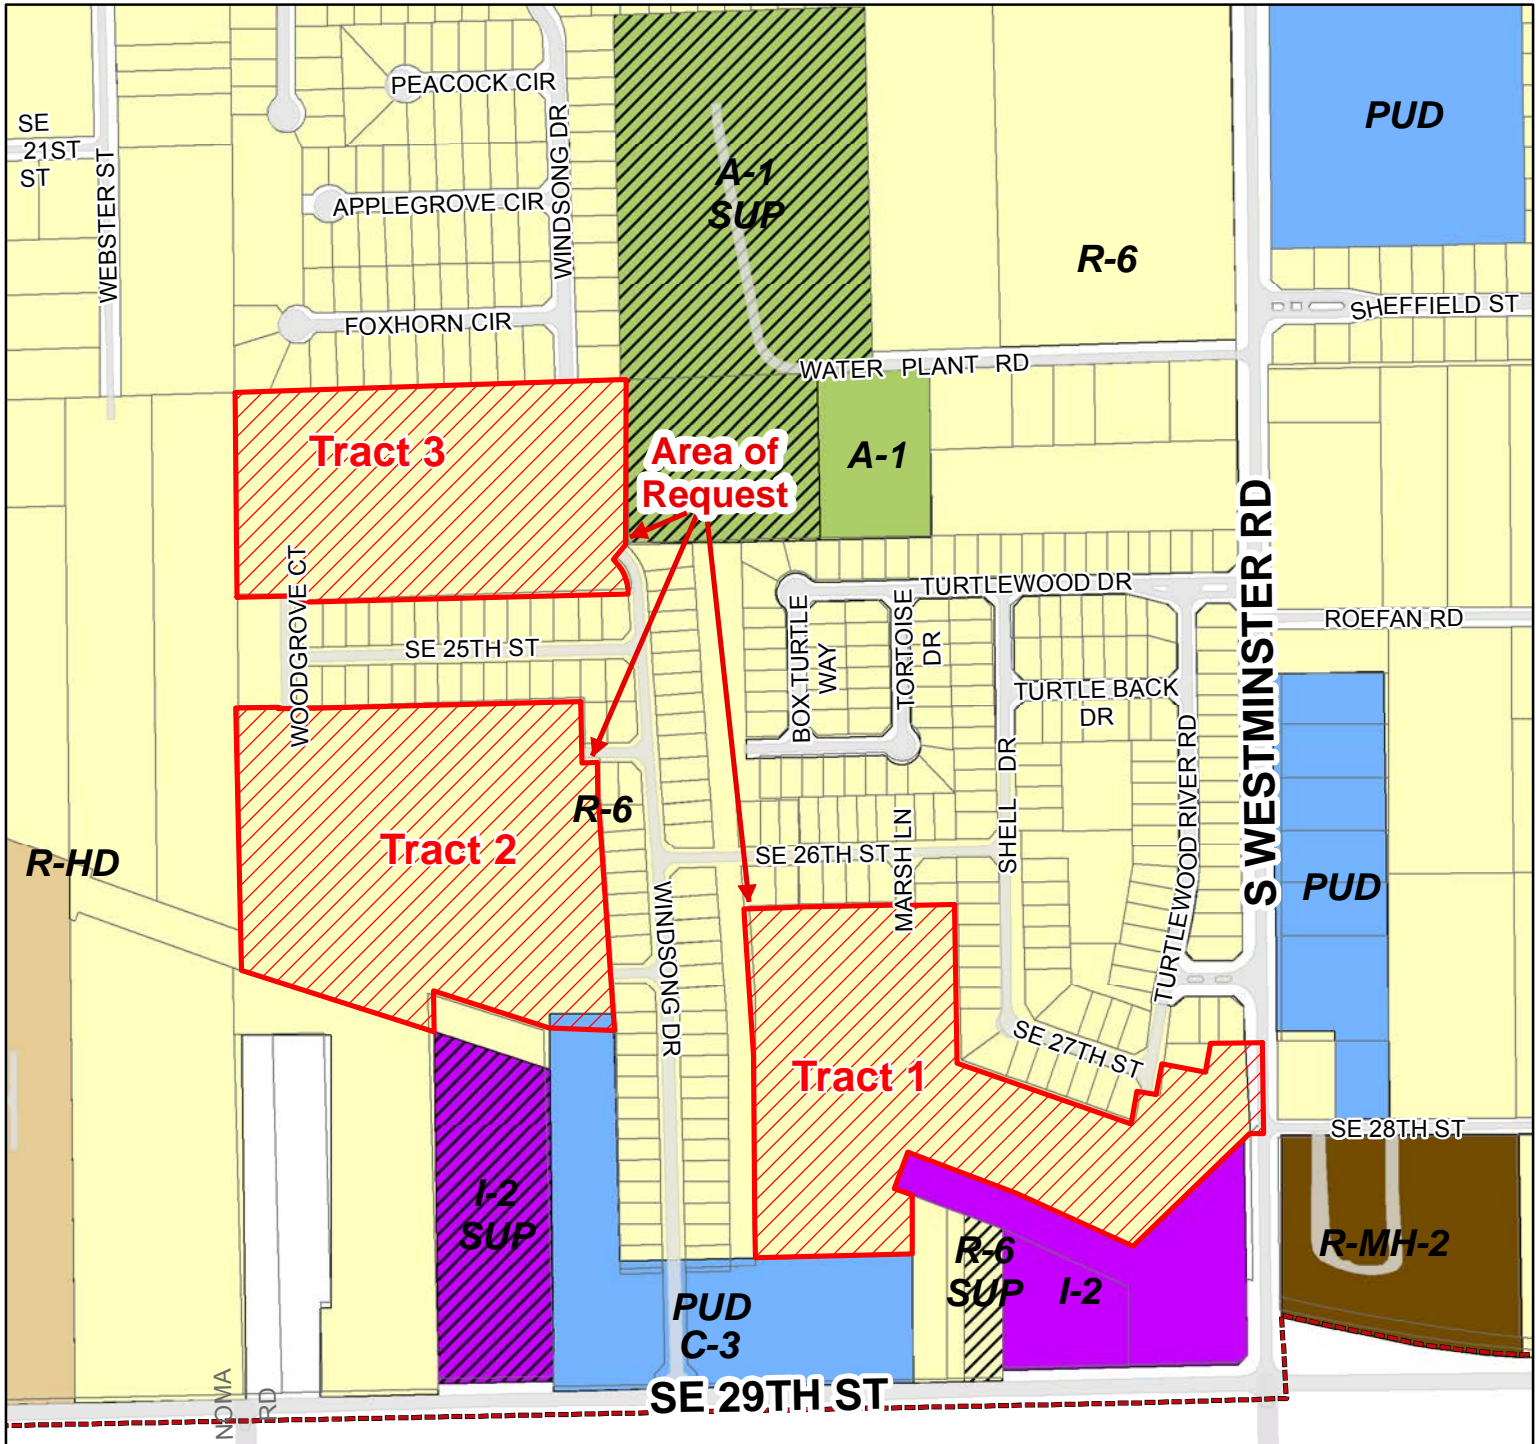 PEACOCK CIR
PUD
SE
21ST
ST
WEBSTER ST
WINDSONG DR
A-1
SUP
APPLEGROVE CIR
R-6
SHEFFIELD ST
FOXHORN CIR
WATER PLANT RD
Tract 3
Area of
Request
A-1
S WESTMINSTER RD
WOODGROVE CT
TURTLEWOOD DR
BOX TURTLE
WAY
TORTOISE
DR
ROEFAN RD
SE 25TH ST
TURTLE BACK
DR
SHELL DR
TURTLEWOOD RIVER RD
R-6
Tract 2
R-HD
SE 26TH ST
MARSH LN
PUD
WINDSONG DR
SE 27TH ST
Tract 1
SE 28TH ST
I-2
SUP
R-6
SUP
I-2
R-MH-2
PUD
C-3
NOMA
RD
SE 29TH ST